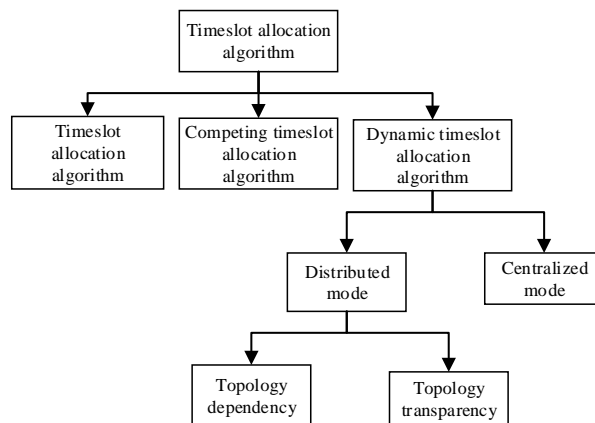 Timeslot allocation
algorithm
Timeslot
allocation
algorithm
Competing timeslot
allocation
algorithm
Dynamic timeslot
allocation
algorithm
Distributed
mode
Centralized
mode
Topology
dependency
Topology
transparency